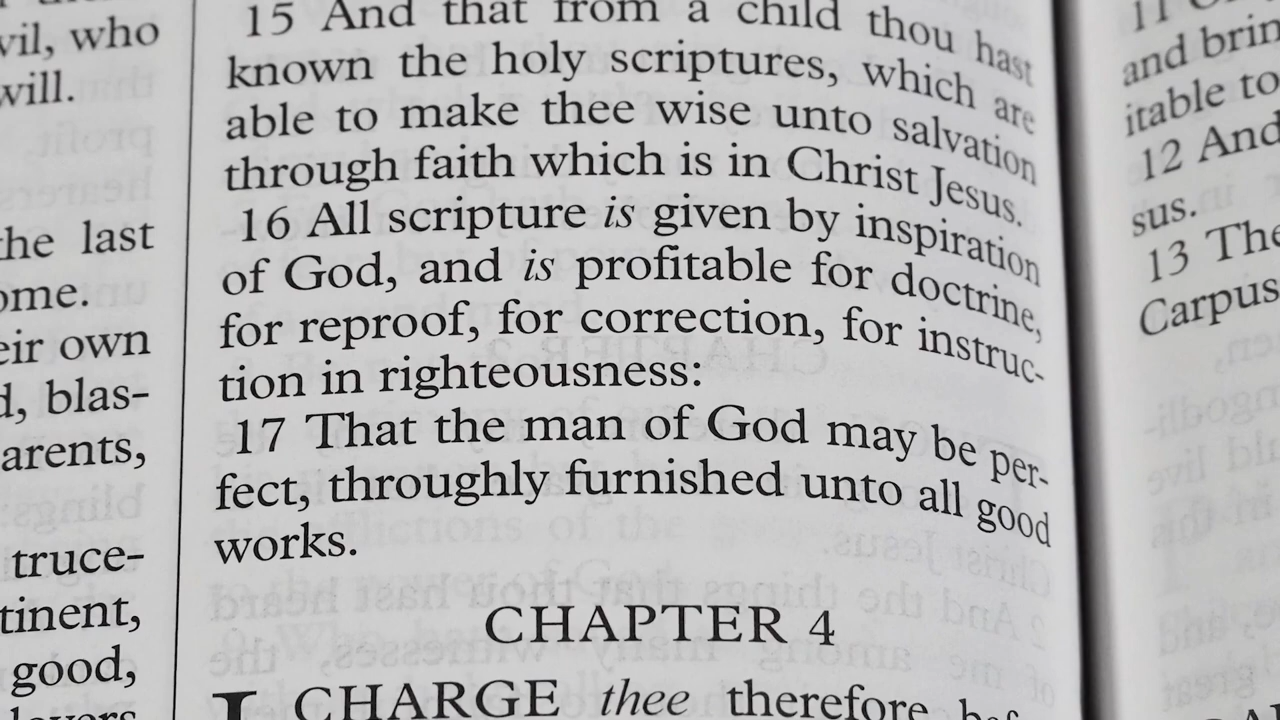 vil, who
will.
the last
ome.
eir own
d, blas-
arents,
truce-
tinent,
good,
lovers
15 And that from a child thou hast
known the holy scriptures, which are
able to make thee wise unto salvation
through faith which is in Christ Jesus.
16 All scripture is given by inspiration
of God, and is profitable for doctrine,
for reproof, for correction, for instruc-
tion in righteousness:
17 That the man of God may be per-
fect, throughly furnished unto all good
works.
CHAPTER 4
I CHARGE thee therefore bef
11
and brin
itable to
12 And
sus.
13 The
Carpus